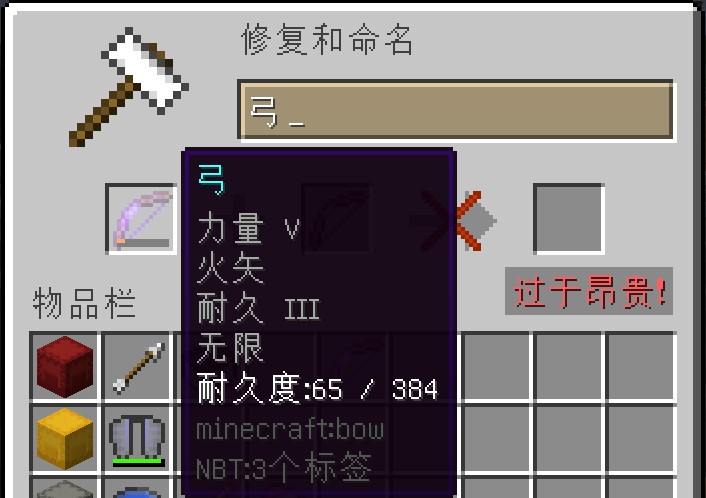 修复和命名
弓_
弓
力量 V
火矢
耐久 III
无限
耐久度:65 / 384
minecraft:bow
NBT:3个标签
过于昂贵!
物品栏